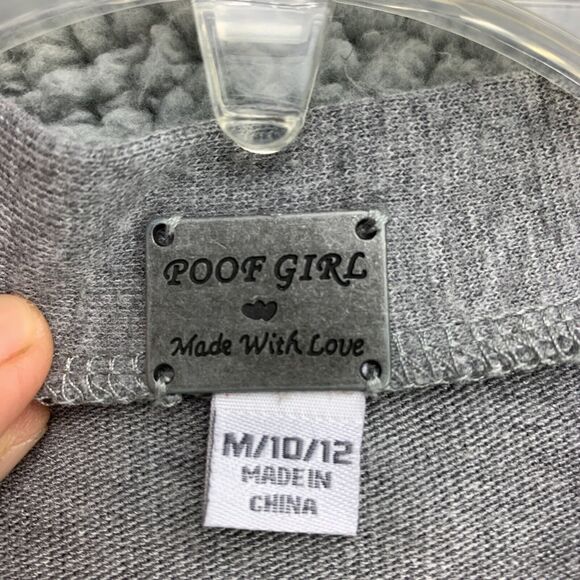 POOF GIRL
Made With Love
M/10/12
MADE IN
CHINA